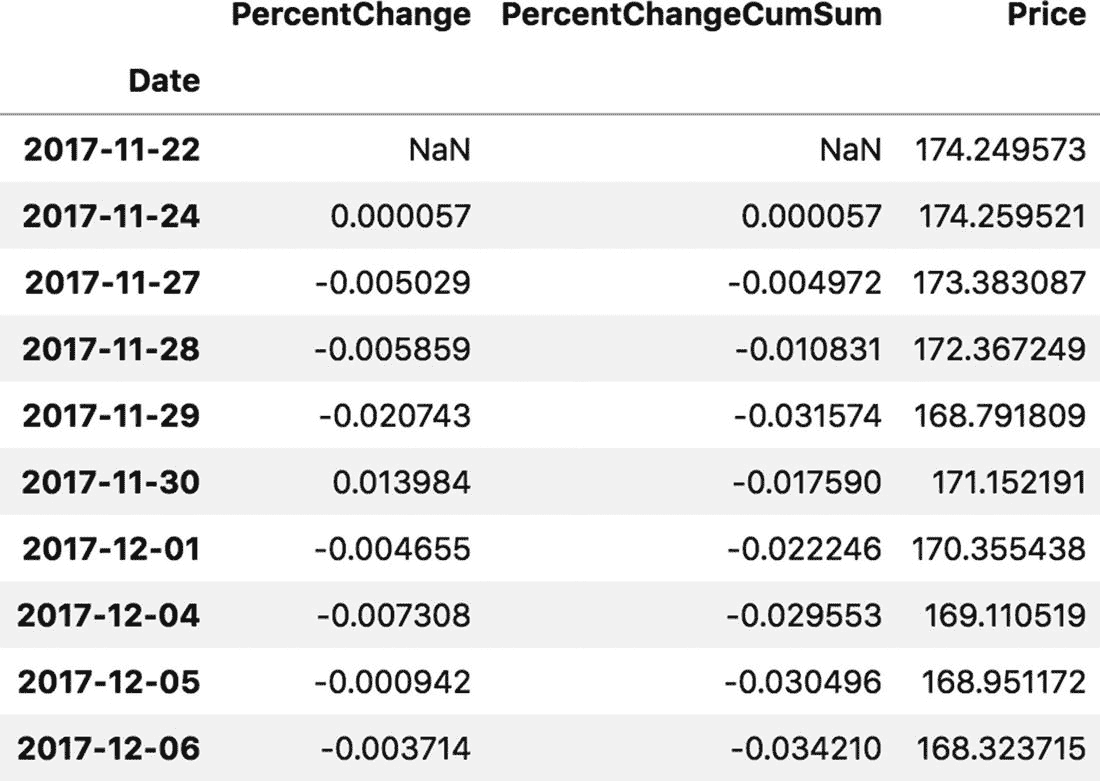 PercentChange PercentChangeCumSum Price
Date
2017-11-22 NaN NaN 174.249573
2017-11-24 0.000057 0.000057 174.259521
2017-11-27 -0.005029 -0.004972 173.383087
2017-11-28 -0.005859 -0.010831 172.367249
2017-11-29 -0.020743 -0.031574 168.791809
2017-11-30 0.013984 -0.017590 171.152191
2017-12-01 -0.004655 -0.022246 170.355438
2017-12-04 -0.007308 -0.029553 169.110519
2017-12-05 -0.000942 -0.030496 168.951172
2017-12-06 -0.003714 -0.034210 168.323715